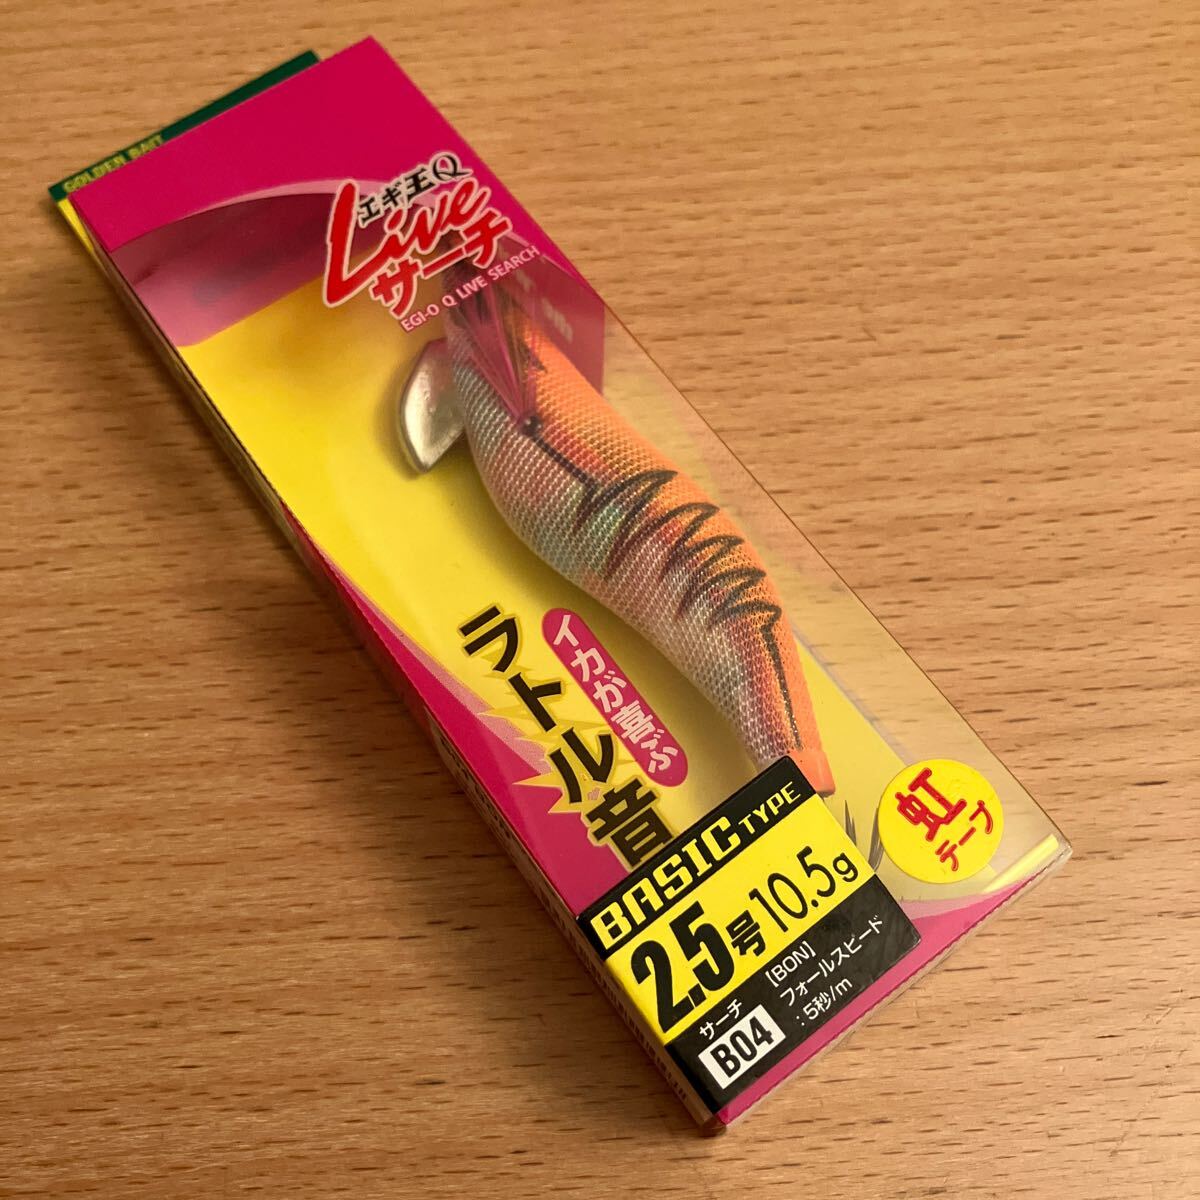 GOLDEN BAIT
エギ王Q
Live
サーチ
EGI-O Q LIVE SEARCH
イカが喜ぶ
ラトル音
BASIC TYPE
2.5号 10.5g
サーチ
B04
[BON]
フォールスピード
:5秒/m
虹
テープ